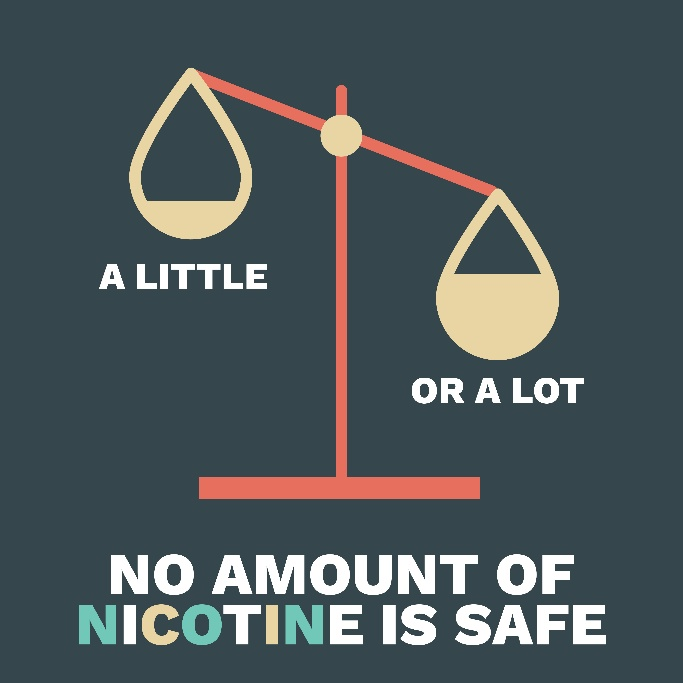 A LITTLE
OR A LOT
NO AMOUNT OF
NICOTINE IS SAFE